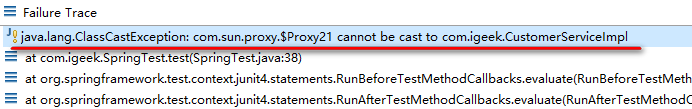 Failure Trace
java.lang.ClassCastException: com.sun.proxy.$Proxy21 cannot be cast to com.igeek.CustomerServiceImpl
at com.igeek.SpringTest.test(SpringTest.java:38)
at org.springframework.test.context.junit4.statements.RunBeforeTestMethodCallbacks.evaluate(RunBeforeTestMethodCallbacks
at org.springframework.test.context.junit4.statements.RunAfterTestMethodCallbacks.evaluate(RunAfterTestMethodCallb